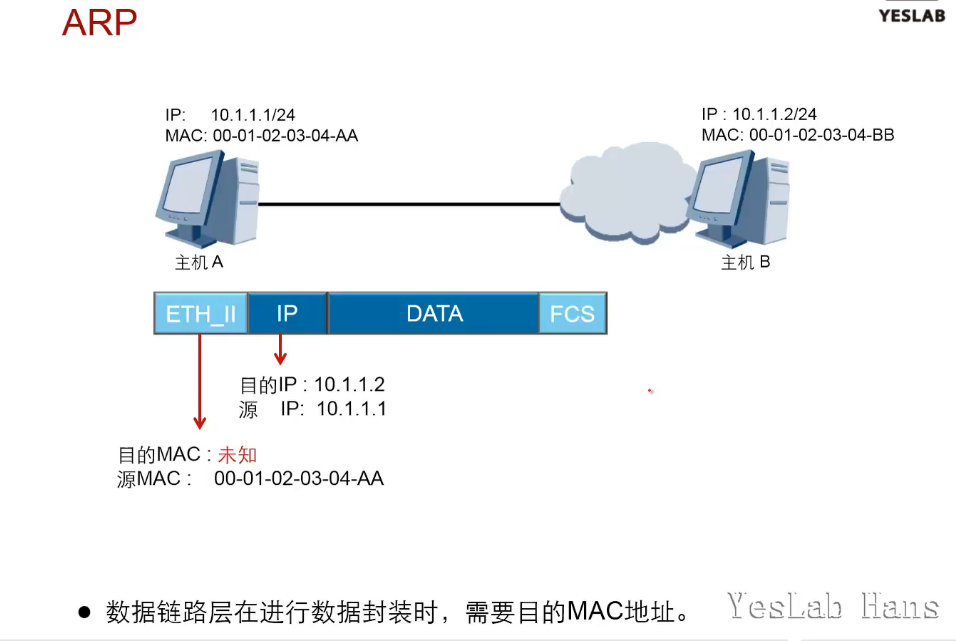 ARP
YESLAB
IP: 10.1.1.1/24
MAC: 00-01-02-03-04-AA
IP : 10.1.1.2/24
MAC: 00-01-02-03-04-BB
主机 A
主机 B
ETH_II IP DATA FCS
目的IP : 10.1.1.2
源 IP: 10.1.1.1
目的MAC : 未知
源MAC : 00-01-02-03-04-AA
● 数据链路层在进行数据封装时，需要目的MAC地址。
YesLab Hans